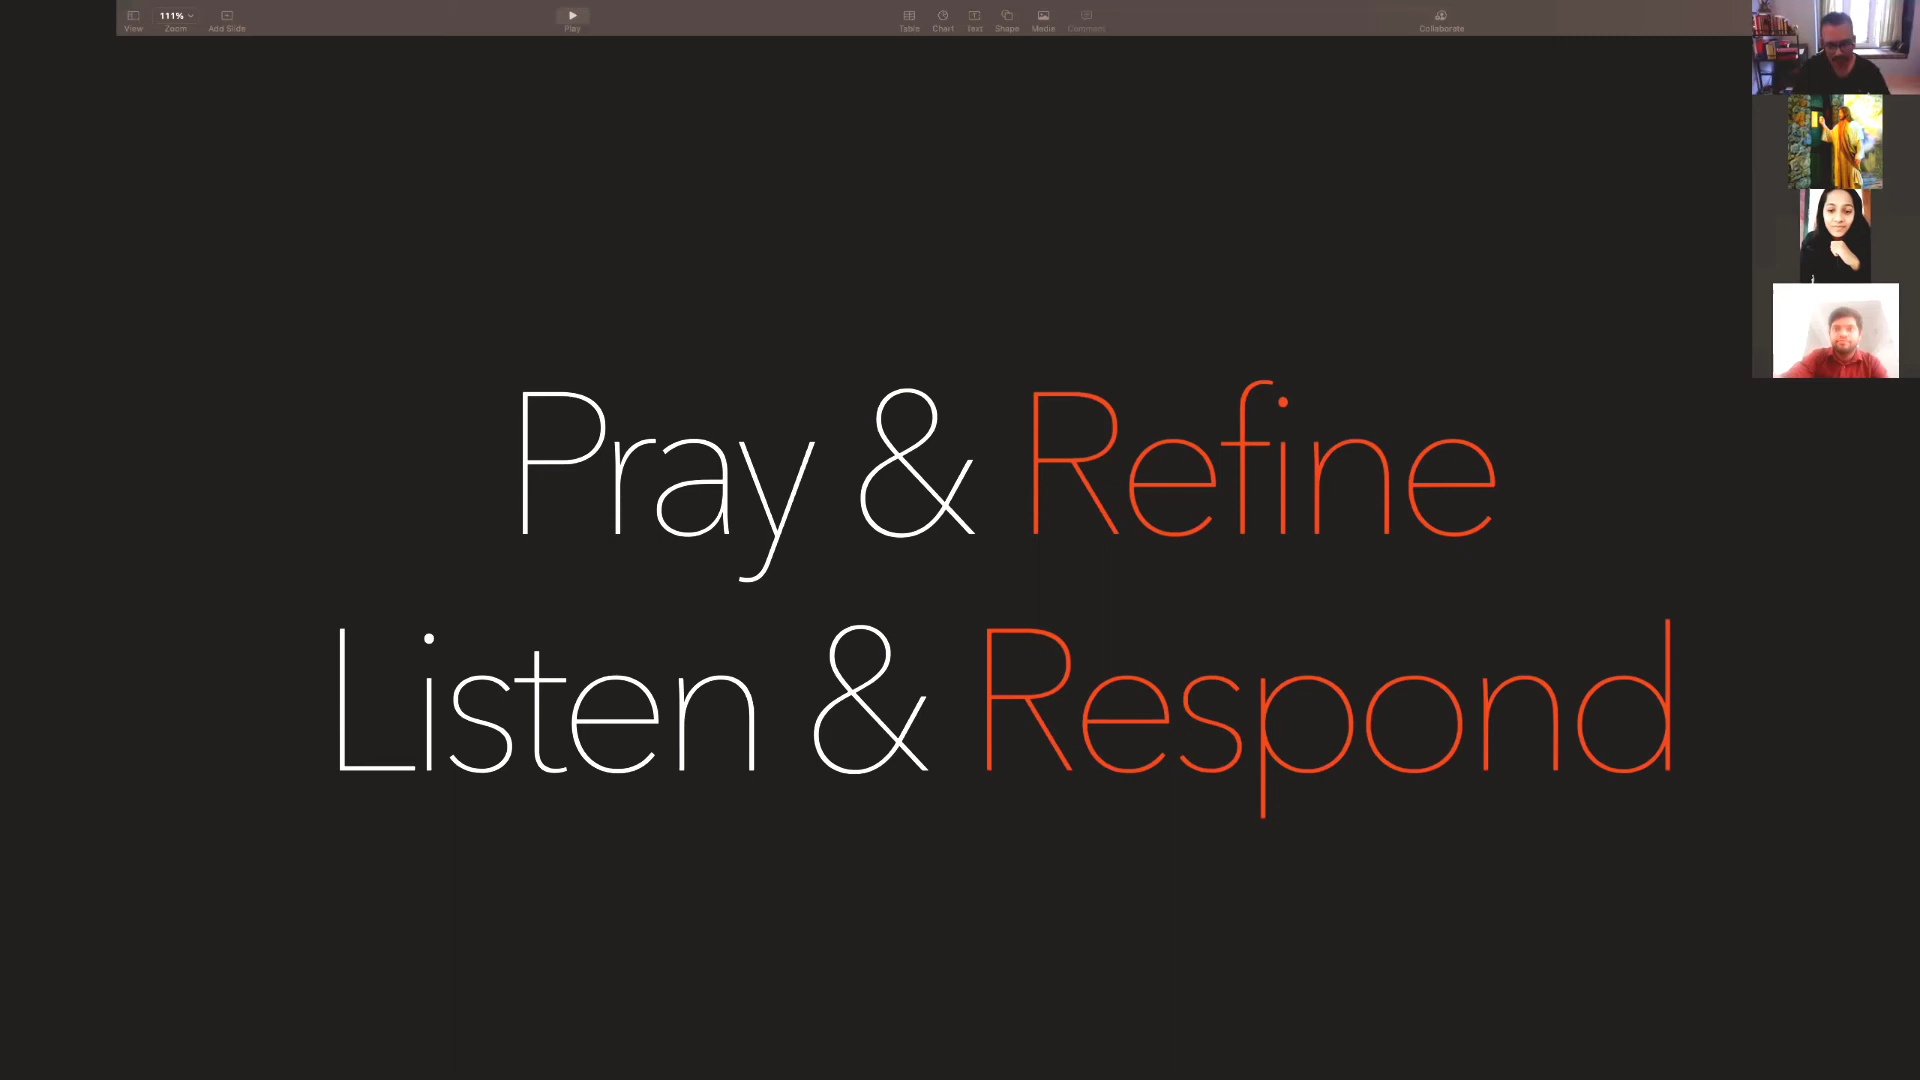 111%
View
Zoom
Add Slide
Play
Table
Chart
Text
Shape
Media
Comment
Collaborate
Pray & Refine
Listen & Respond